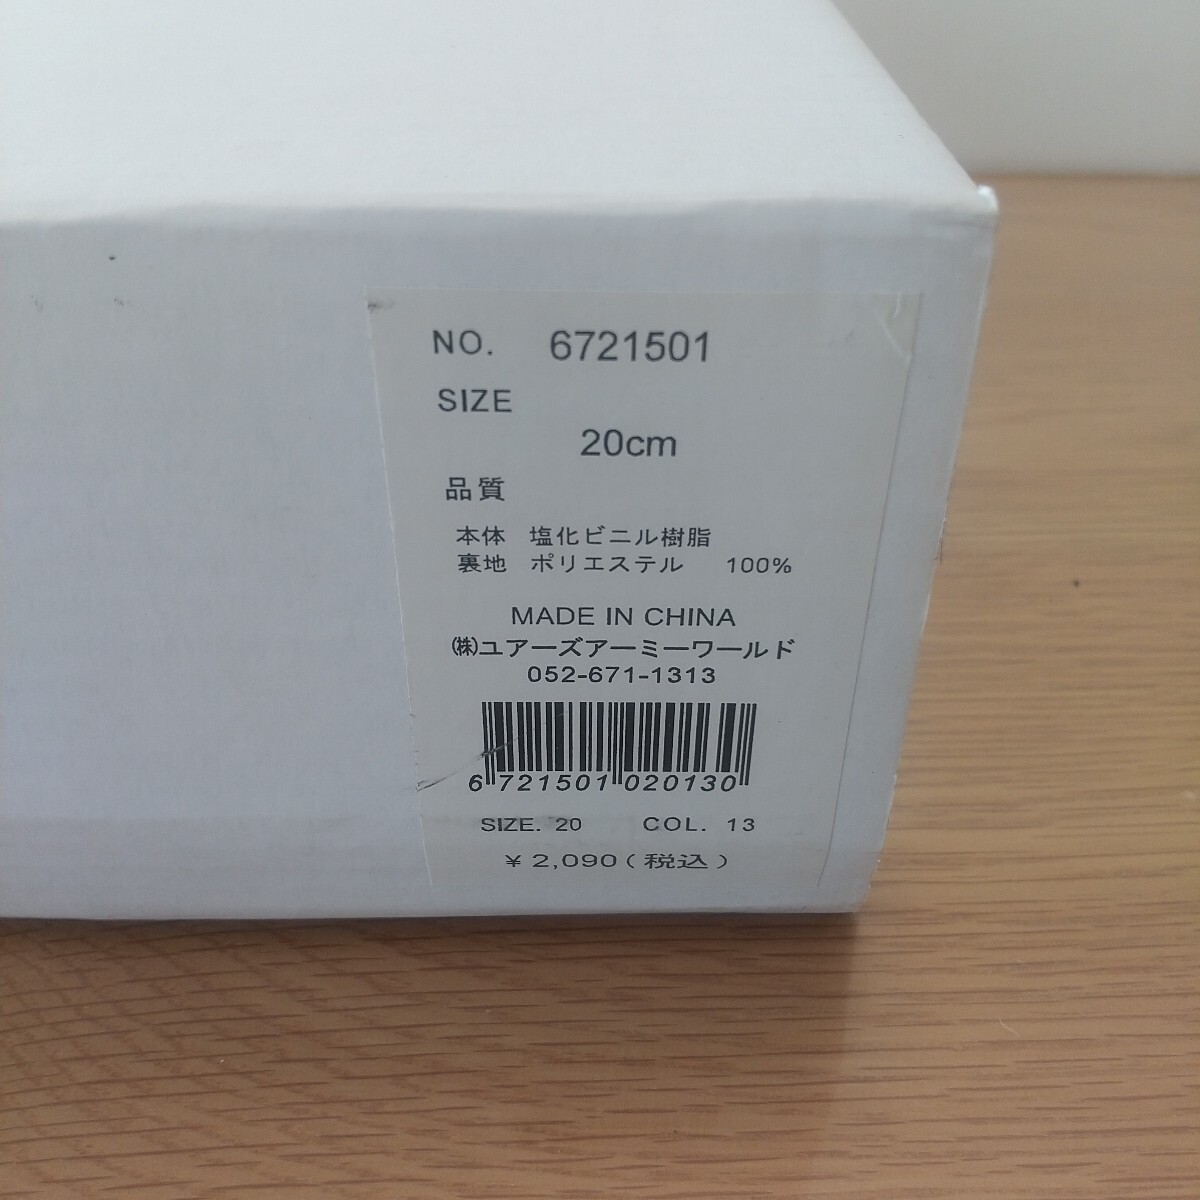 NO. 6721501
SIZE
20cm
品質
本体 塩化ビニル樹脂
裏地 ポリエステル 100%
MADE IN CHINA
㈱ユアーズアーミーワールド
052-671-1313
6 721501 020130
SIZE. 20 COL. 13
¥2,090(税込)